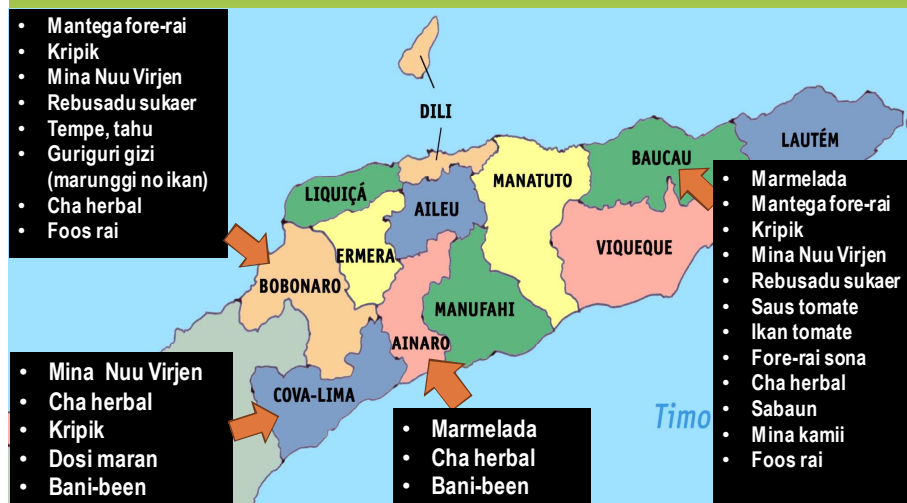 • Mantega fore-rai
• Kripik
• Mina Nuu Virjen
• Rebusadu sukaer
• Tempe, tahu
• Guriguri gizi
(marunggi no ikan)
• Cha herbal
• Foos rai
DILI
LAUTÉM
BAUCAU
MANATUTO
LIQUIÇÁ
AILEU
VIQUEQUE
ERMERA
BOBONARO
MANUFAHI
AINARO
COVA-LIMA
Timo
• Marmelada
• Mantega fore-rai
• Kripik
• Mina Nuu Virjen
• Rebusadu sukaer
• Saus tomate
• Ikan tomate
• Fore-rai sona
• Cha herbal
• Sabaun
• Mina kamii
• Foos rai
• Mina Nuu Virjen
• Cha herbal
• Kripik
• Dosi maran
• Bani-been
• Marmelada
• Cha herbal
• Bani-been